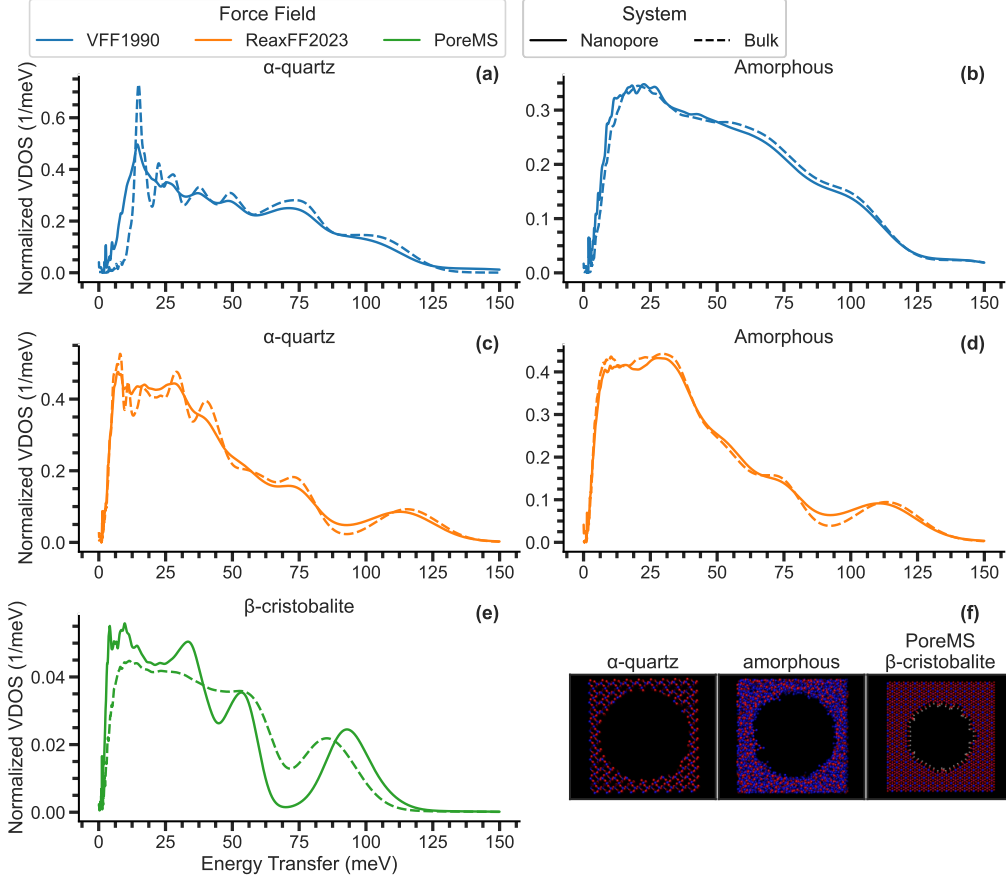 Force Field
VFF1990 ReaxFF2023 PoreMS
System
Nanopore Bulk
α-quartz
(a)
Normalized VDOS (1/meV)
0.6
0.4
0.2
0.0
0 25 50 75 100 125 150
Amorphous
(b)
0.3
0.2
0.1
0.0
0 25 50 75 100 125 150
α-quartz
(c)
Normalized VDOS (1/meV)
0.4
0.2
0.0
0 25 50 75 100 125 150
Amorphous
(d)
0.4
0.3
0.2
0.1
0.0
0 25 50 75 100 125 150
β-cristobalite
(e)
Normalized VDOS (1/meV)
0.04
0.02
0.00
0 25 50 75 100 125 150
Energy Transfer (meV)
(f)
α-quartz
amorphous
PoreMS
β-cristobalite